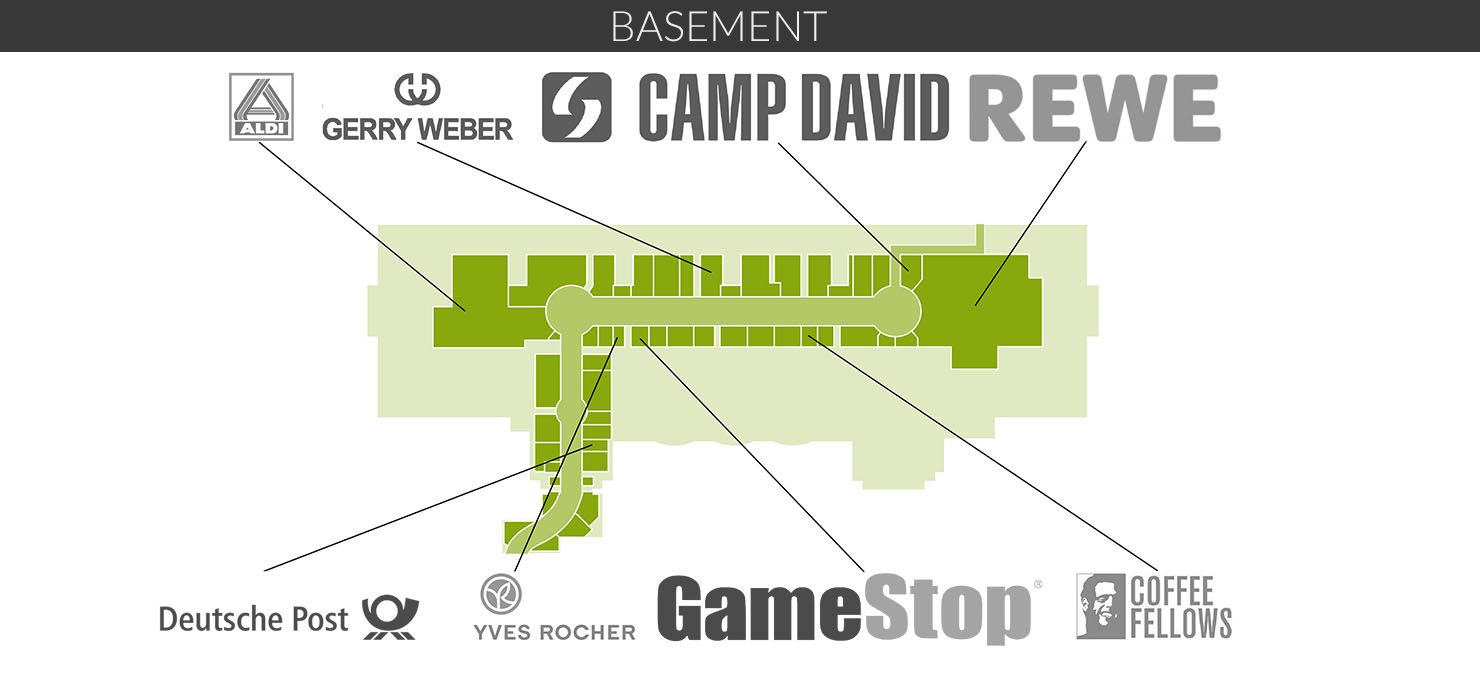 BASEMENT
ALDI
GERRY WEBER
CAMP DAVID
REWE
Deutsche Post
YVES ROCHER
GameStop®
COFFEE
FELLOWS